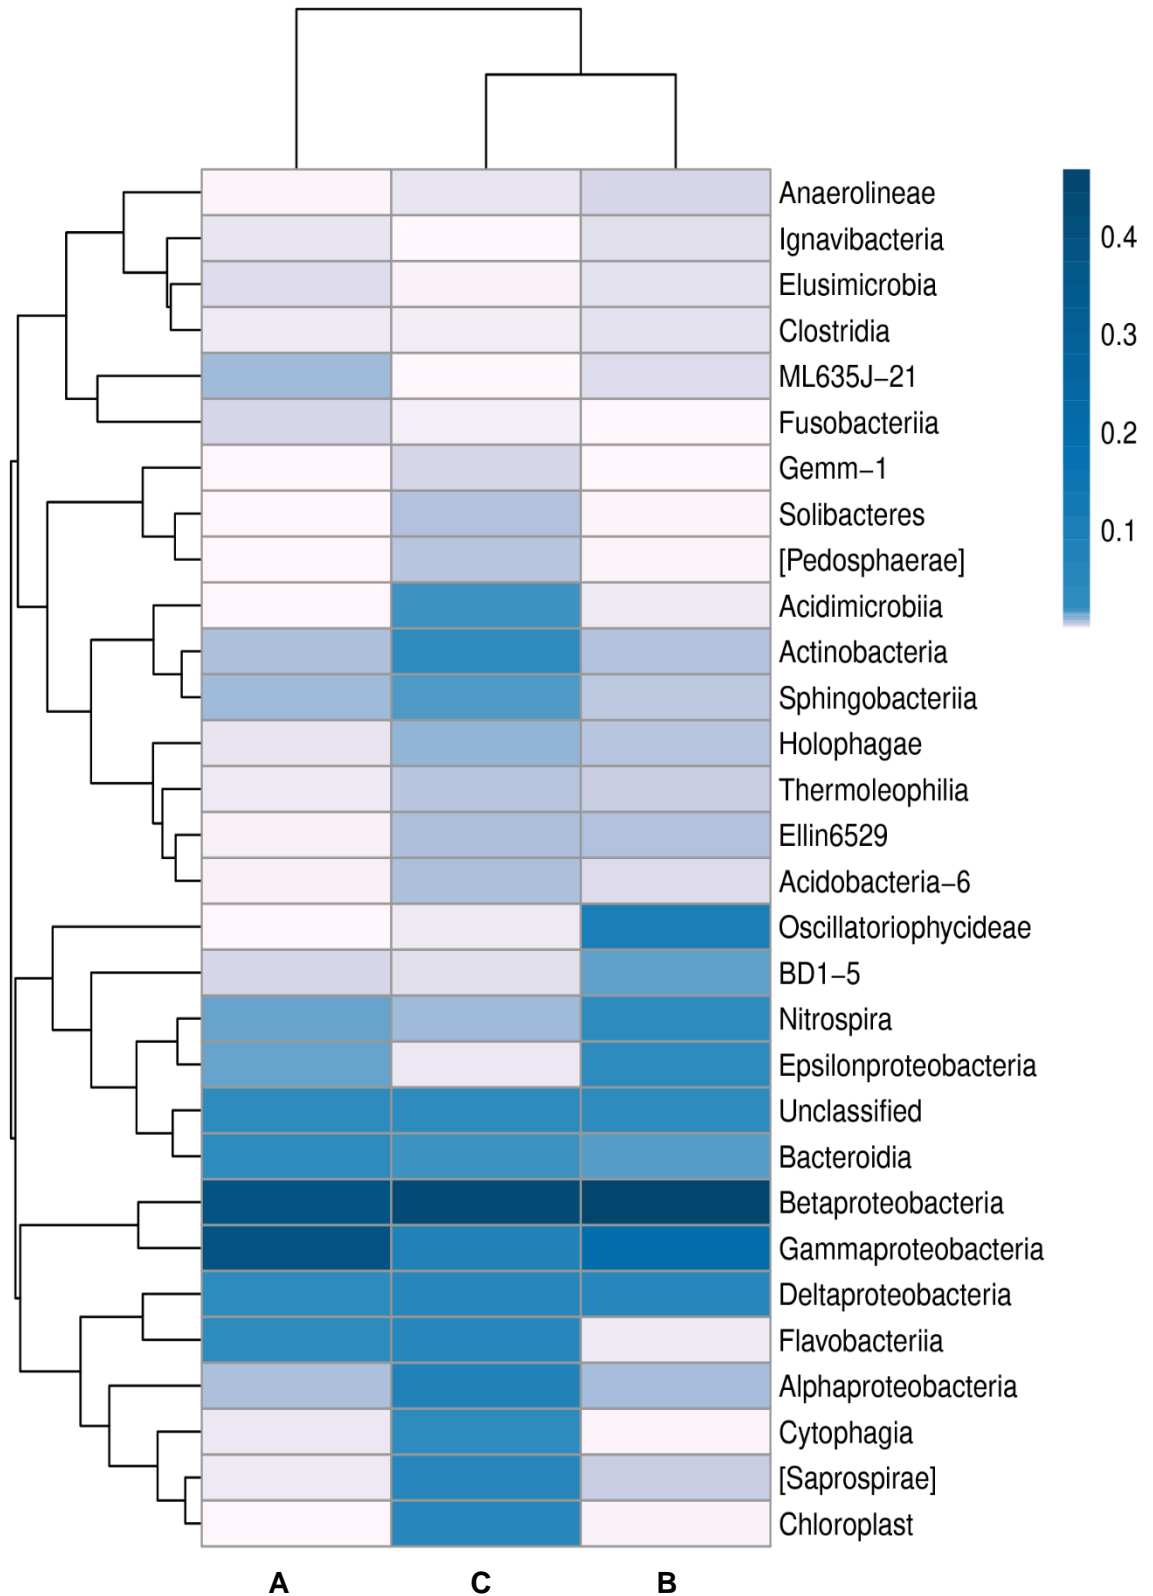 Anaerolineae
Ignavibacteria
Elusimicrobia
Clostridia
ML635J−21
Fusobacteriia
Gemm−1
Solibacteres
[Pedosphaerae]
Acidimicrobiia
Actinobacteria
Sphingobacteriia
Holophagae
Thermoleophilia
Ellin6529
Acidobacteria−6
Oscillatoriophycideae
BD1−5
Nitrospira
Epsilonproteobacteria
Unclassified
Bacteroidia
Betaproteobacteria
Gammaproteobacteria
Deltaproteobacteria
Flavobacteriia
Alphaproteobacteria
Cytophagia
[Saprospirae]
Chloroplast
0.4
0.3
0.2
0.1
A C B